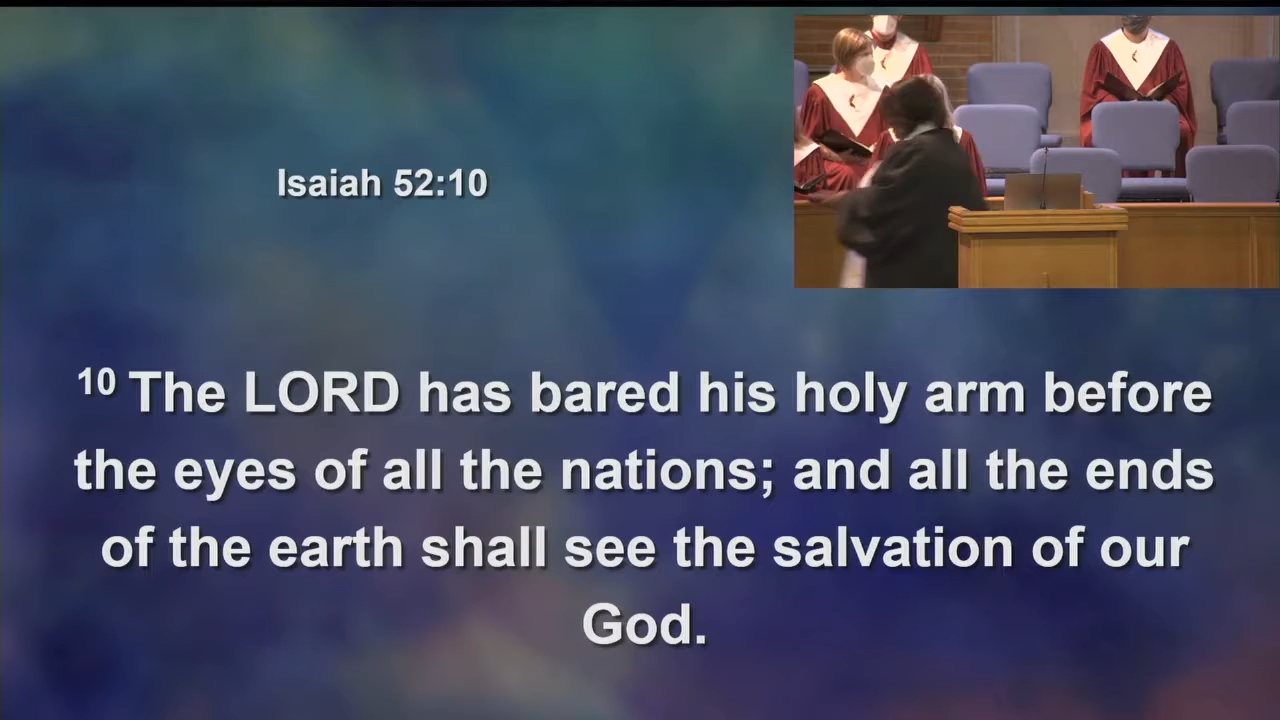 Isaiah 52:10
10 The LORD has bared his holy arm before
the eyes of all the nations; and all the ends
of the earth shall see the salvation of our
God.